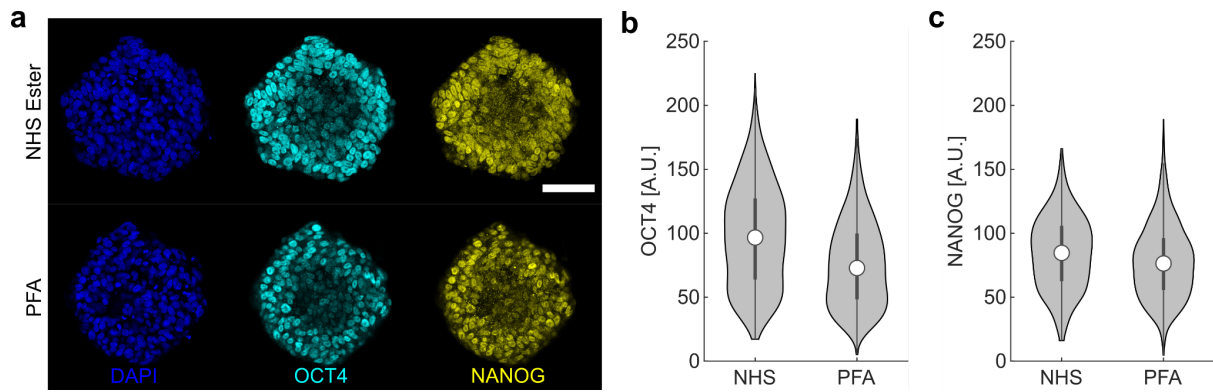 a
NHS Ester
PFA
DAPI
OCT4
NANOG
b
OCT4 [A.U.]
250
200
150
100
50
0
NHS
PFA
c
NANOG [A.U.]
250
200
150
100
50
0
NHS
PFA